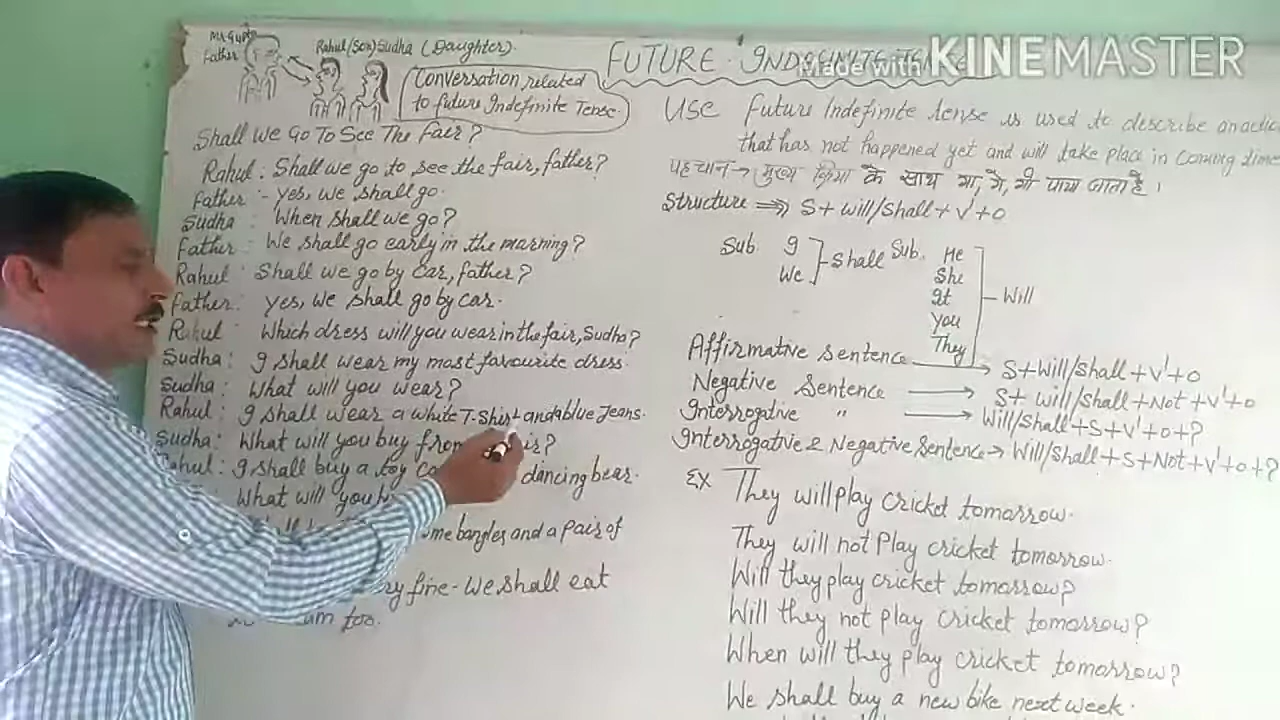 Mr. Gupta
Father
Rahul (Son) Sudha (Daughter).
Conversation related
to future Indefinite Tense.
Shall We Go To See The Fair?
Rahul : Shall we go to see the fair, father?
Father :- yes, we shall go.
Sudha : When shall we go?
Father : We shall go early in the marning?
Rahul : Shall we go by car, father?
Father : yes, we shall go by car.
Rahul : Which dress will you wear in the fair, Sudha?
Sudha : I shall wear my most favourite dress.
Sudha : What will you wear?
Rahul : I shall wear a white T-Shirt and a blue Jeans.
Sudha : What will you buy from
Rahul : I shall buy a toy dancing bear.
What will you
bangles and a pair of
fine - We shall eat
too.
FUTURE INDEFINITE TENSE
Made with KINEMASTER
Use Future Indefinite tense is used to describe an
that has not happened yet and will take place in coming time
पहचान → मुख्य क्रिया के साथ गा, गे, गी पाया जाता है।
Structure ⇒ S + will/shall + V' + O
Sub. I
We
Shall
Sub. He
She
It
you
They
Will
Affirmative sentence → S + Will/Shall + V' + O
Negative Sentence → S + Will/Shall + Not + V' + O
Interrogative " → Will/Shall + S + V' + O + ?
Interrogative & Negative Sentence → Will/Shall + S + Not + V' + O + ?
Ex They will play cricket tomorrow.
They will not Play cricket tomorrow.
Will they play cricket tomorrow?
Will they not play cricket tomorrow?
When will they play cricket tomorrow?
We shall buy a new bike next week.